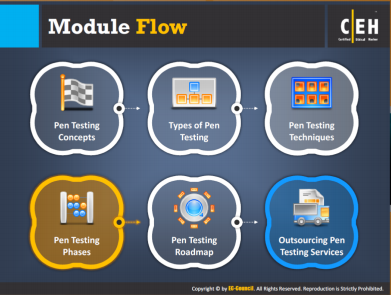 Module Flow
CEH
Certified Ethical Hacker
Pen Testing
Concepts
Types of Pen
Testing
Pen Testing
Techniques
Pen Testing
Phases
Pen Testing
Roadmap
Outsourcing Pen
Testing Services
Copyright © by EC-Council. All Rights Reserved. Reproduction is Strictly Prohibited.